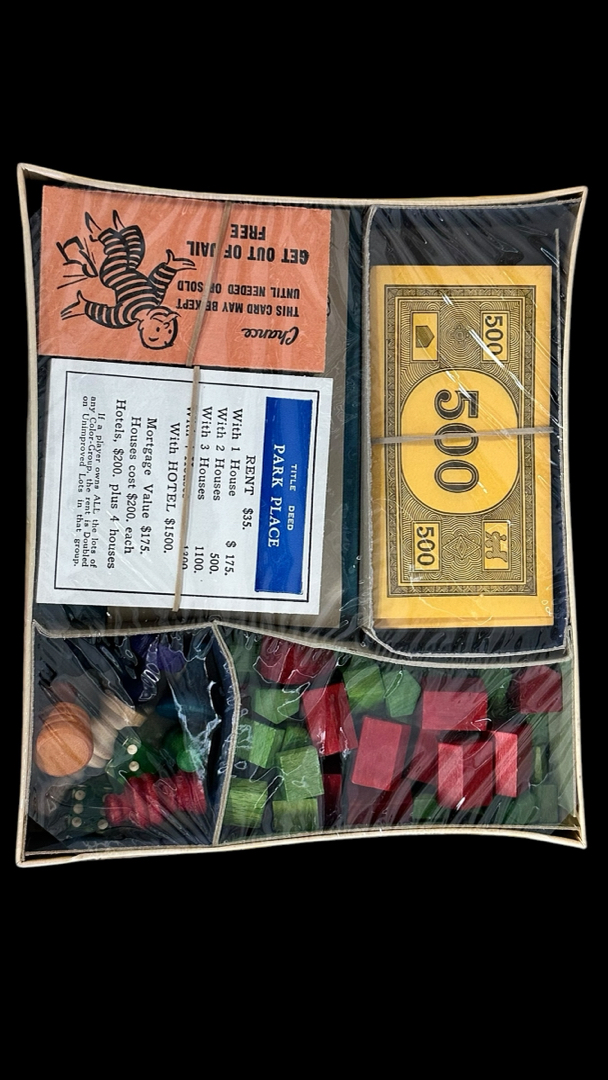 GET OUT OF JAIL
FREE
THIS CARD MAY BE KEPT
UNTIL NEEDED OR SOLD
Chance
TITLE DEED
PARK PLACE
RENT $35.
With 1 House $ 175.
With 2 Houses 500.
With 3 Houses 1100.
With HOTEL $1500.
Mortgage Value $175.
Houses cost $200. each
Hotels, $200. plus 4 houses
If a player owns ALL the lots of
any Color-Group, the rent is Doubled
on Unimproved Lots in that group.
500
500
500